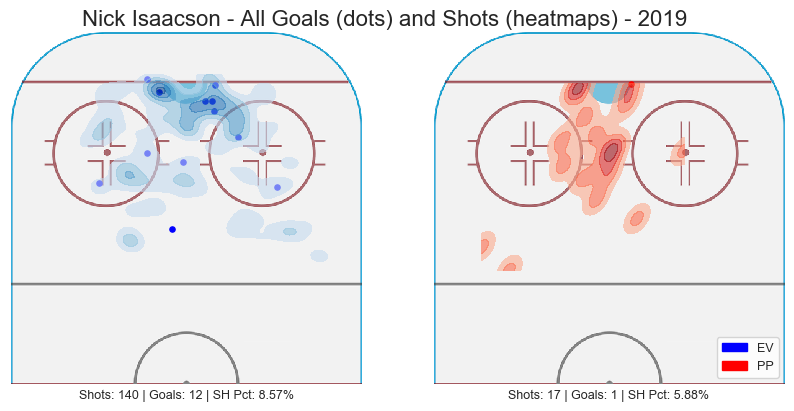 Nick Isaacson - All Goals (dots) and Shots (heatmaps) - 2019
EV
PP
Shots: 140 | Goals: 12 | SH Pct: 8.57%
Shots: 17 | Goals: 1 | SH Pct: 5.88%